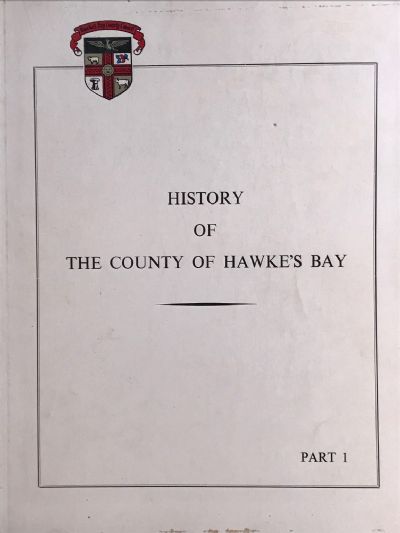 HISTORY
OF
THE COUNTY OF HAWKE'S BAY
PART 1